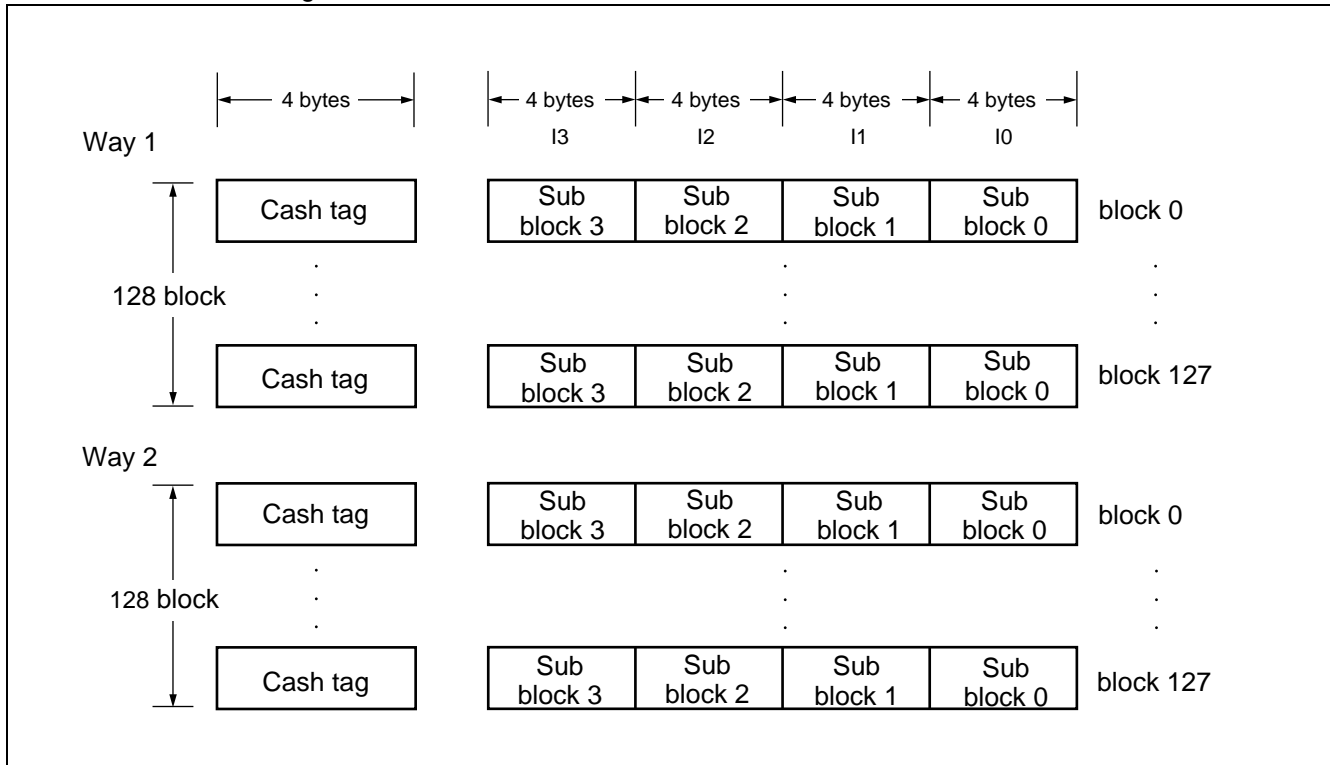 4 bytes 4 bytes 4 bytes 4 bytes 4 bytes
I3 I2 I1 I0
Way 1
Cash tag Sub block 3 Sub block 2 Sub block 1 Sub block 0 block 0
128 block
Cash tag Sub block 3 Sub block 2 Sub block 1 Sub block 0 block 127
Way 2
Cash tag Sub block 3 Sub block 2 Sub block 1 Sub block 0 block 0
128 block
Cash tag Sub block 3 Sub block 2 Sub block 1 Sub block 0 block 127